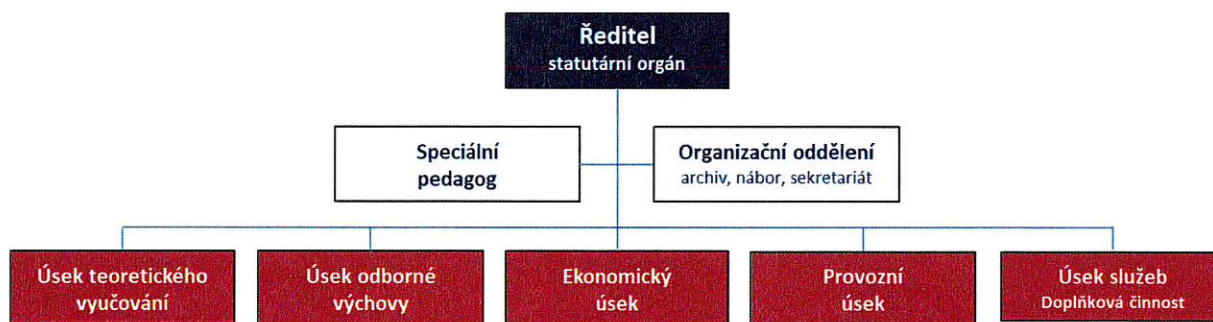 Ředitel
statutární orgán
Speciální
pedagog
Organizační oddělení
archiv, nábor, sekretariát
Úsek teoretického
vyučování
Úsek odborné
výchovy
Ekonomický
úsek
Provozní
úsek
Úsek služeb
Doplňková činnost